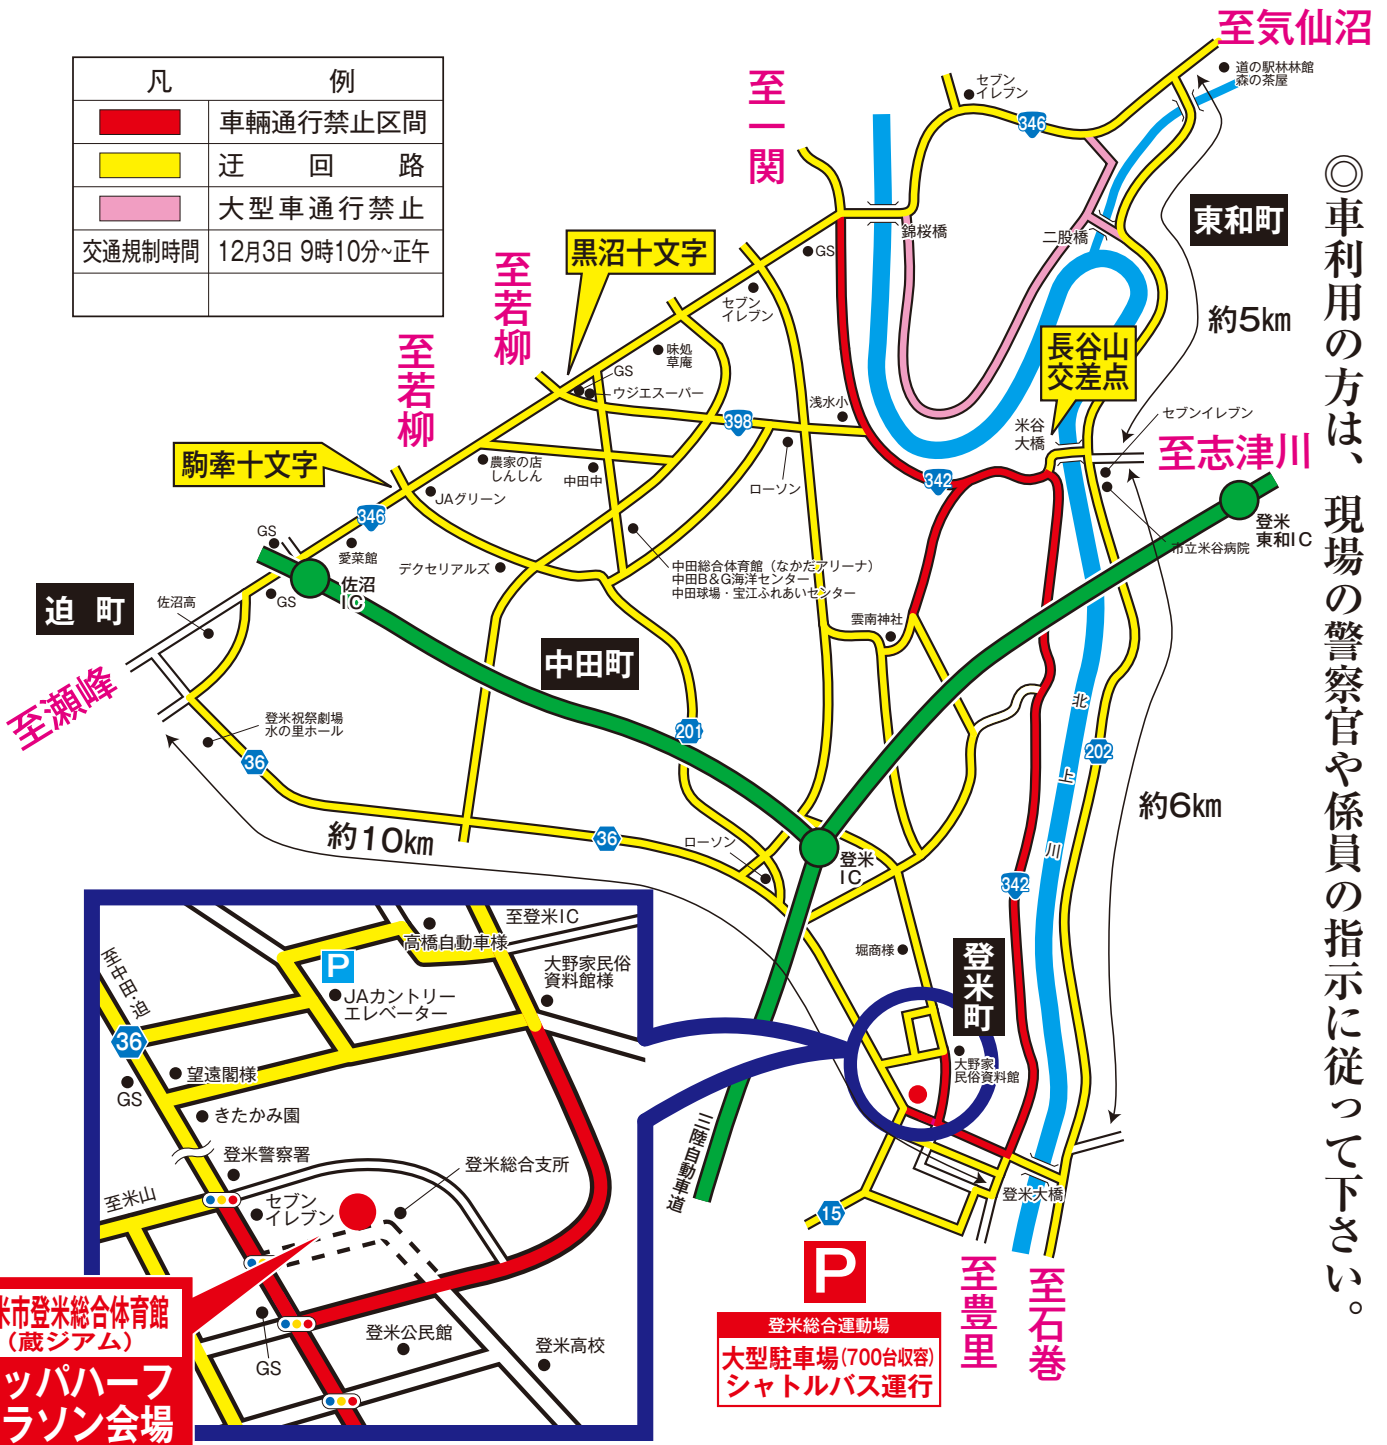 凡 例
車輛通行禁止区間
迂 回 路
大型車通行禁止
交通規制時間 12月3日 9時10分~正午
至気仙沼
道の駅林林館
森の茶屋
セブン
イレブン
346
至一関
東和町
錦桜橋
二股橋
GS
黒沼十文字
至若柳
セブン
イレブン
約5㎞
長谷山
交差点
至若柳
味処
草庵
GS
ウジエスーパー
浅水小
398
米谷
大橋
セブンイレブン
至志津川
駒牽十文字
農家の店
しんしん
中田中
ローソン
342
JAグリーン
346
GS
愛菜館
デクセリアルズ
中田総合体育館（なかだアリーナ）
中田B＆G海洋センター
中田球場・宝江ふれあいセンター
登米
東和IC
市立米谷病院
佐沼
IC
GS
迫 町
佐沼高
雲南神社
中田町
至瀬峰
登米祝祭劇場
水の里ホール
201
北
上
川
202
36
約10㎞
36
ローソン
登米
IC
約6㎞
342
堀商様
登米町
大野家
民俗資料館
三陸自動車道
登米大橋
15
至豊里
至石巻
P
登米総合運動場
大型駐車場(700台収容)
シャトルバス運行
至登米IC
高橋自動車様
大野家民俗
資料館様
至中田・迫
P
JAカントリー
エレベーター
36
GS
望遠閣様
きたかみ園
登米警察署
登米総合支所
至米山
セブン
イレブン
GS
登米公民館
登米高校
米市登米総合体育館
（蔵ジアム）
ッパハーフ
ラソン会場
◎車利用の方は、現場の警察官や係員の指示に従って下さい。